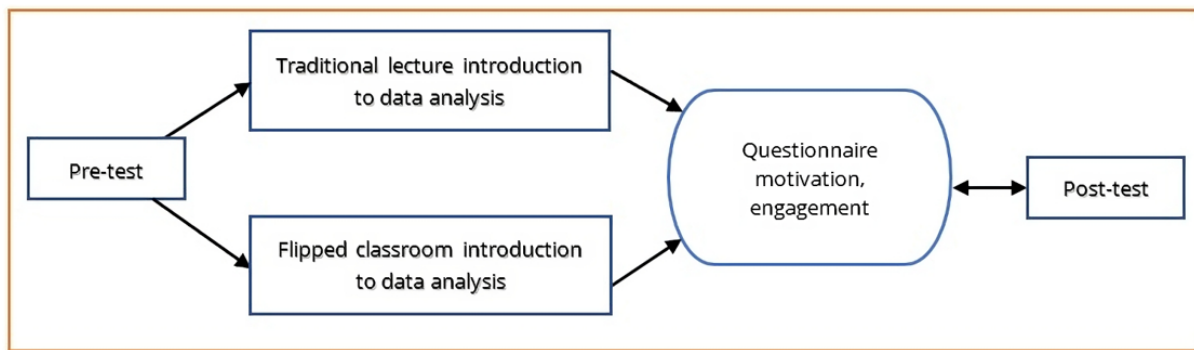 Pre-test
Traditional lecture introduction
to data analysis
Flipped classroom introduction
to data analysis
Questionnaire
motivation,
engagement
Post-test